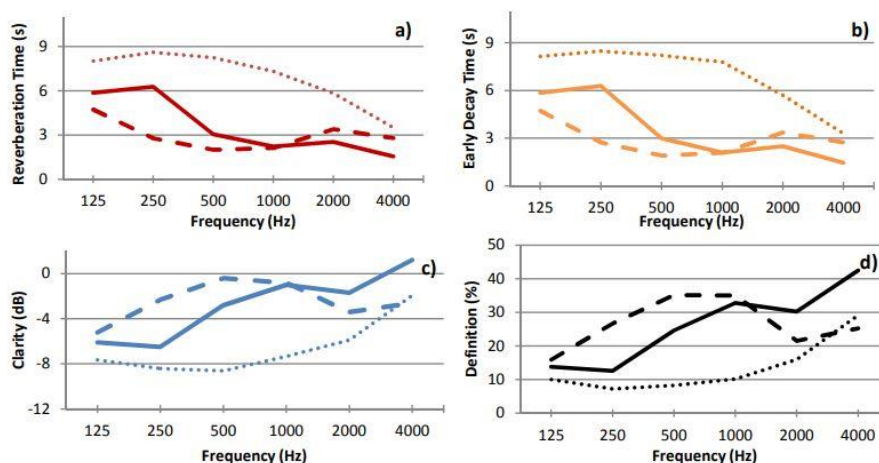 a)
Reverberation Time (s)
9
6
3
0
125 250 500 1000 2000 4000
Frequency (Hz)
b)
Early Decay Time (s)
9
6
3
0
125 250 500 1000 2000 4000
Frequency (Hz)
c)
Clarity (dB)
0
-4
-8
-12
125 250 500 1000 2000 4000
Frequency (Hz)
d)
Definition (%)
50
40
30
20
10
0
125 250 500 1000 2000 4000
Frequency (Hz)